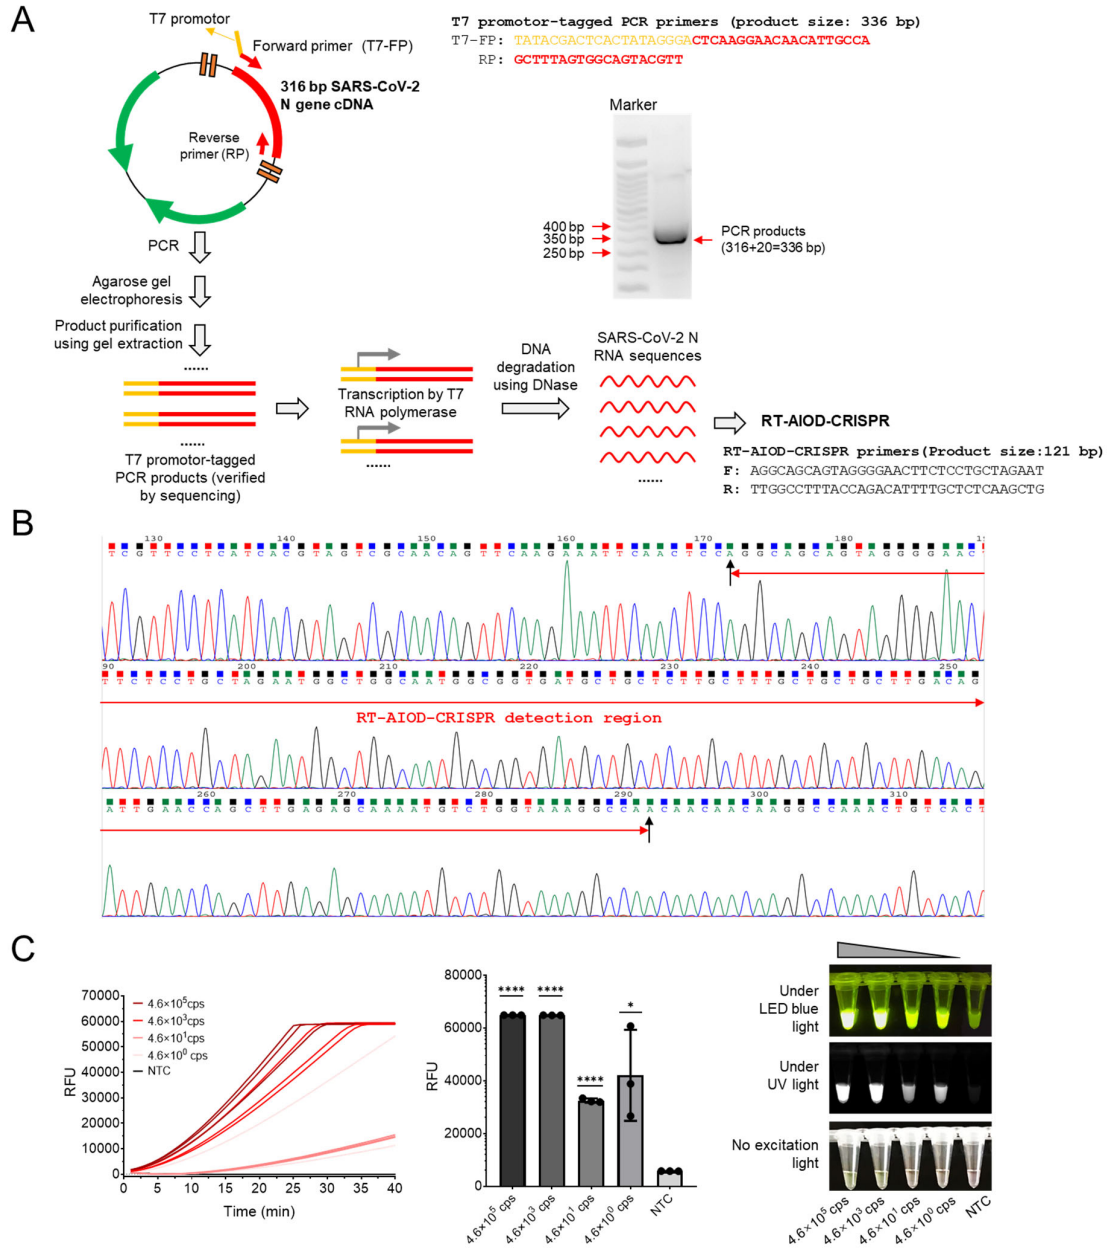 A
T7 promotor
Forward primer (T7-FP)
316 bp SARS-CoV-2
N gene cDNA
Reverse
primer (RP)
PCR
Agarose gel
electrophoresis
Product purification
using gel extraction
......
......
T7 promotor-tagged
PCR products (verified
by sequencing)
T7 promotor-tagged PCR primers (product size: 336 bp)
T7-FP: TATACGACTCACTATAGGGACTCAAGGAACAACATTGCCA
RP: GCTTTAGTGGCAGTACGTT
Marker
400 bp
350 bp
250 bp
PCR products
(316+20=336 bp)
Transcription by T7
RNA polymerase
......
DNA
degradation
using DNase
SARS-CoV-2 N
RNA sequences
......
RT-AIOD-CRISPR
RT-AIOD-CRISPR primers(Product size:121 bp)
F: AGGCAGCAGTAGGGGAACTTCTCCTGCTAGAAT
R: TTGGCCTTTACCAGACATTTTGCTCTCAAGCTG
B
130 140 150 160 170 180
TCGTTCCTCATCACGTAGTCGCAACAGTTCAAGAAATTCAACTCCAGGCAGCAGTAGGGGAACT
90 200 210 220 230 240 250
TTCTCCTGCTAGAATGGCTGGCAATGGCGGTGATGCTGCTCTTGCTTTGCTGCTGCTTGACAG
RT-AIOD-CRISPR detection region
260 270 280 290 300 310
ATTGAACCAGCTTGAGAGCAAAATGTCTGGTAAAGGCCAACAACAACAAGGCCAAACTGTCACT
C
70000
60000
50000
40000
30000
20000
10000
0
RFU
4.6×10⁵cps
4.6×10³cps
4.6×10¹cps
4.6×10⁰ cps
NTC
0 5 10 15 20 25 30 35 40
Time (min)
80000
60000
40000
20000
0
RFU
**** **** **** *
4.6×10⁵ cps
4.6×10³ cps
4.6×10¹ cps
4.6×10⁰ cps
NTC
Under
LED blue
light
Under
UV light
No excitation
light
4.6×10⁵ cps
4.6×10³ cps
4.6×10¹ cps
4.6×10⁰ cps
NTC